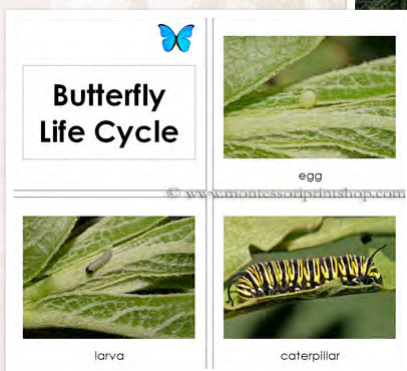 Butterfly
Life Cycle
egg
© www.montessoriprintshop.com
larva
caterpillar